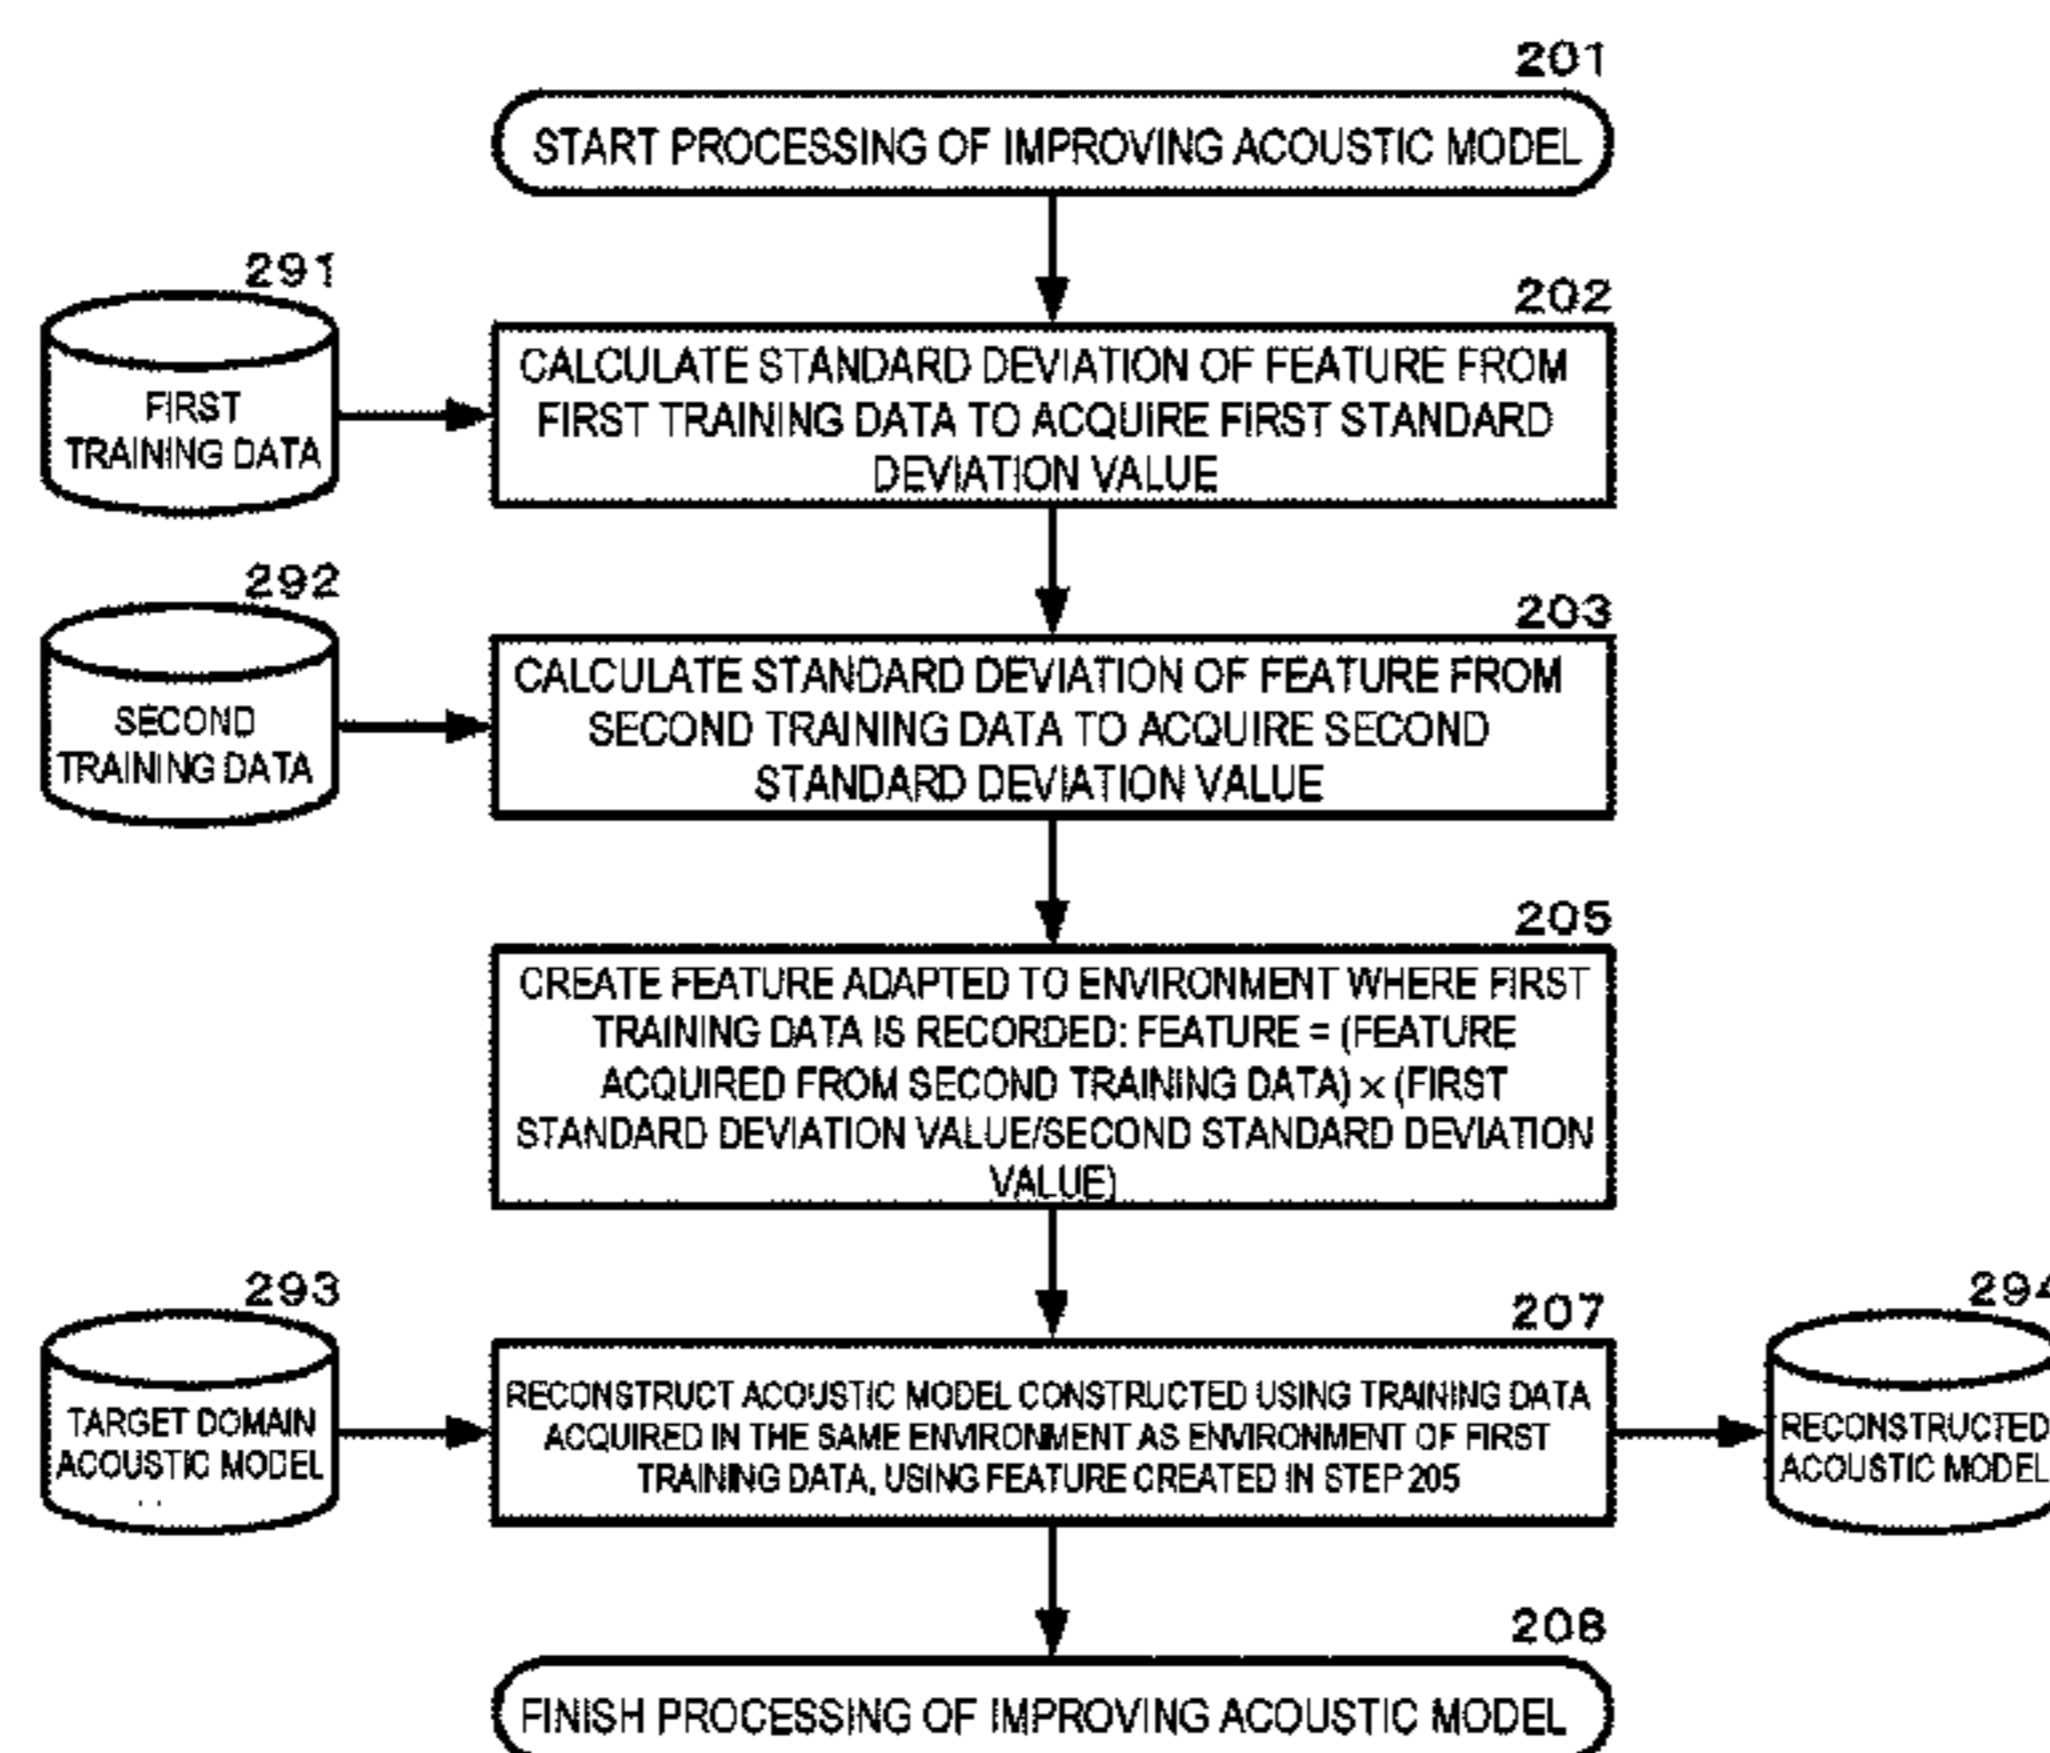 201
START PROCESSING OF IMPROVING ACOUSTIC MODEL
291
FIRST
TRAINING DATA
202
CALCULATE STANDARD DEVIATION OF FEATURE FROM
FIRST TRAINING DATA TO ACQUIRE FIRST STANDARD
DEVIATION VALUE
292
SECOND
TRAINING DATA
203
CALCULATE STANDARD DEVIATION OF FEATURE FROM
SECOND TRAINING DATA TO ACQUIRE SECOND
STANDARD DEVIATION VALUE
205
CREATE FEATURE ADAPTED TO ENVIRONMENT WHERE FIRST
TRAINING DATA IS RECORDED: FEATURE = (FEATURE
ACQUIRED FROM SECOND TRAINING DATA) × (FIRST
STANDARD DEVIATION VALUE/SECOND STANDARD DEVIATION
VALUE)
293
TARGET DOMAIN
ACOUSTIC MODEL
207
RECONSTRUCT ACOUSTIC MODEL CONSTRUCTED USING TRAINING DATA
ACQUIRED IN THE SAME ENVIRONMENT AS ENVIRONMENT OF FIRST
TRAINING DATA, USING FEATURE CREATED IN STEP 205
294
RECONSTRUCTED
ACOUSTIC MODEL
208
FINISH PROCESSING OF IMPROVING ACOUSTIC MODEL